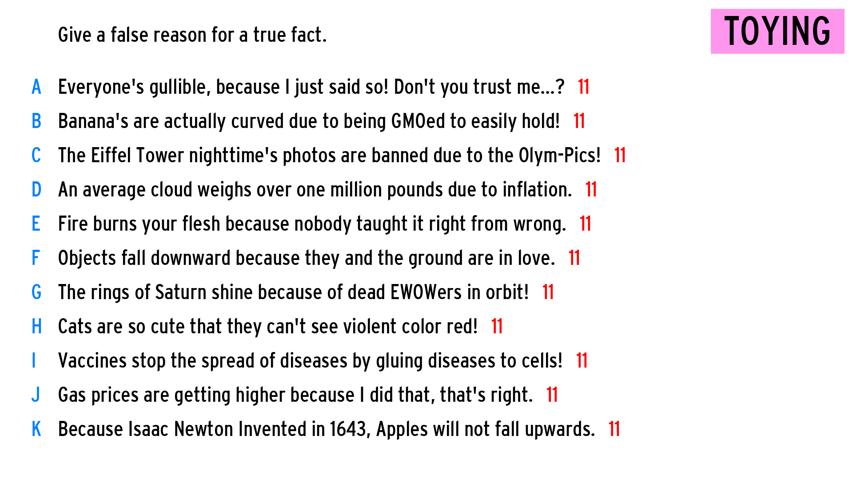 Give a false reason for a true fact.
TOYING
A Everyone's gullible, because I just said so! Don't you trust me...? 11
B Banana's are actually curved due to being GMOed to easily hold! 11
C The Eiffel Tower nighttime's photos are banned due to the Olym-Pics! 11
D An average cloud weighs over one million pounds due to inflation. 11
E Fire burns your flesh because nobody taught it right from wrong. 11
F Objects fall downward because they and the ground are in love. 11
G The rings of Saturn shine because of dead EWOWers in orbit! 11
H Cats are so cute that they can't see violent color red! 11
I Vaccines stop the spread of diseases by gluing diseases to cells! 11
J Gas prices are getting higher because I did that, that's right. 11
K Because Isaac Newton Invented in 1643, Apples will not fall upwards. 11